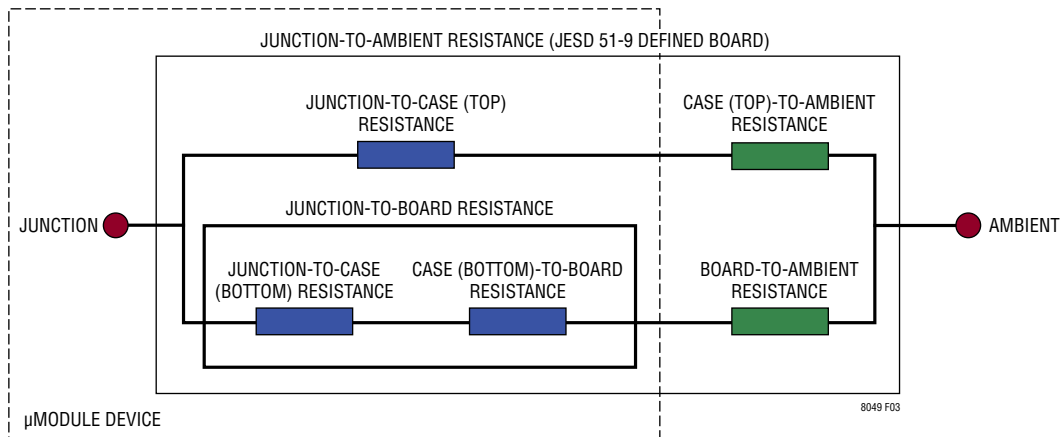 JUNCTION-TO-AMBIENT RESISTANCE (JESD 51-9 DEFINED BOARD)
JUNCTION-TO-CASE (TOP)
RESISTANCE
CASE (TOP)-TO-AMBIENT
RESISTANCE
JUNCTION
JUNCTION-TO-BOARD RESISTANCE
AMBIENT
JUNCTION-TO-CASE
(BOTTOM) RESISTANCE
CASE (BOTTOM)-TO-BOARD
RESISTANCE
BOARD-TO-AMBIENT
RESISTANCE
8049 F03
µMODULE DEVICE